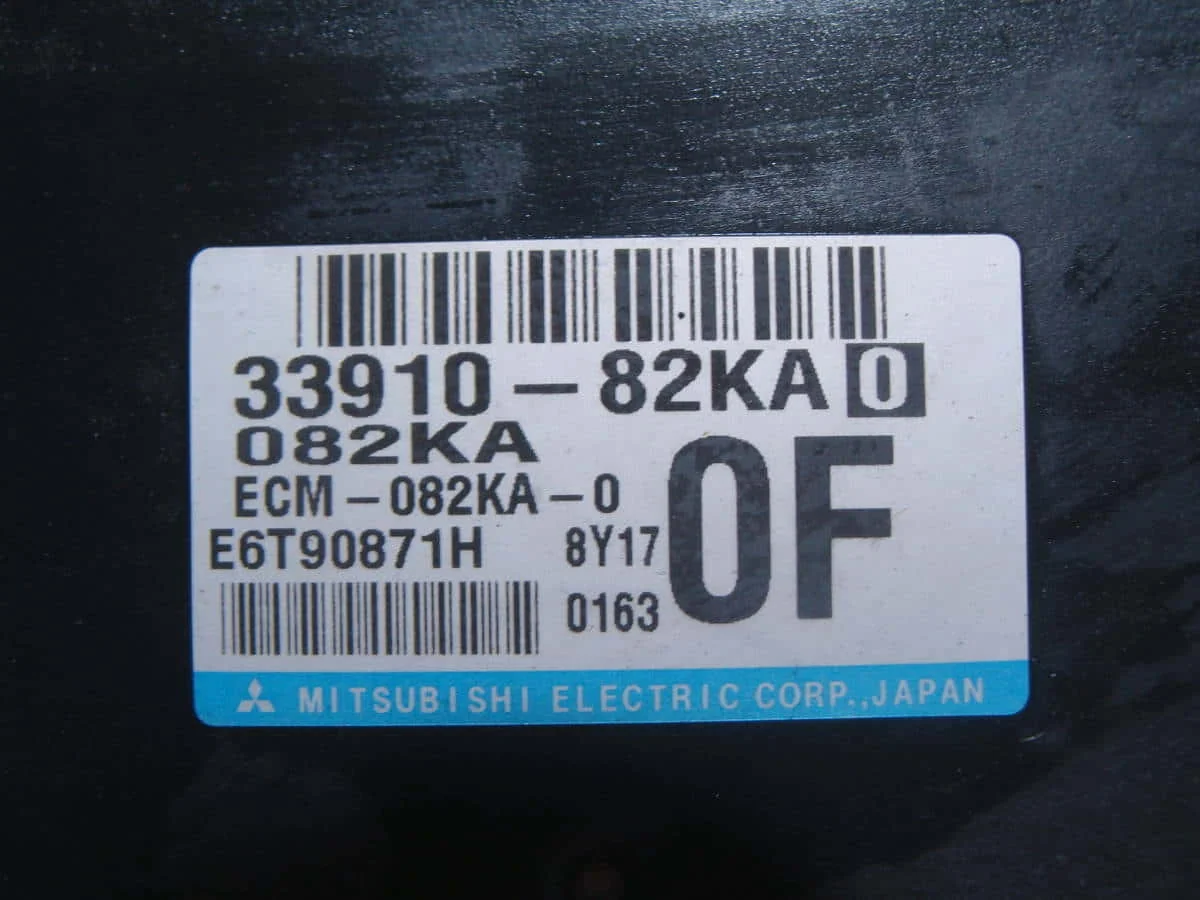 33910-82KA 0
082KA
ECM-082KA-0
0F
E6T90871H 8Y17
0163
MITSUBISHI ELECTRIC CORP.,JAPAN